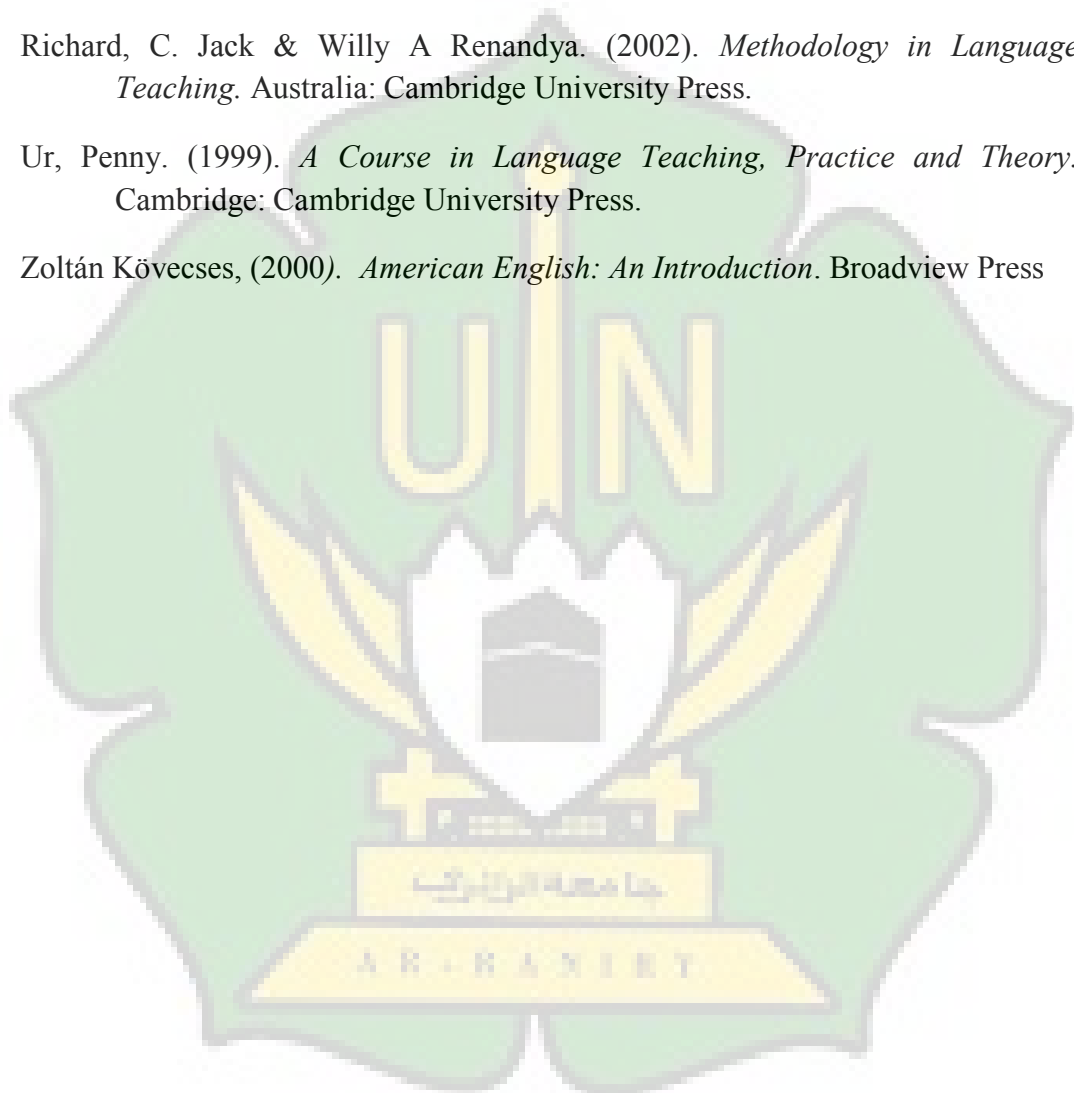 Richard, C. Jack & Willy A Renandya. (2002). Methodology in Language
Teaching. Australia: Cambridge University Press.
Ur, Penny. (1999). A Course in Language Teaching, Practice and Theory.
Cambridge: Cambridge University Press.
Zoltán Kövecses, (2000). American English: An Introduction. Broadview Press
UIN
جامعة الرانيري
AR-RANIRY